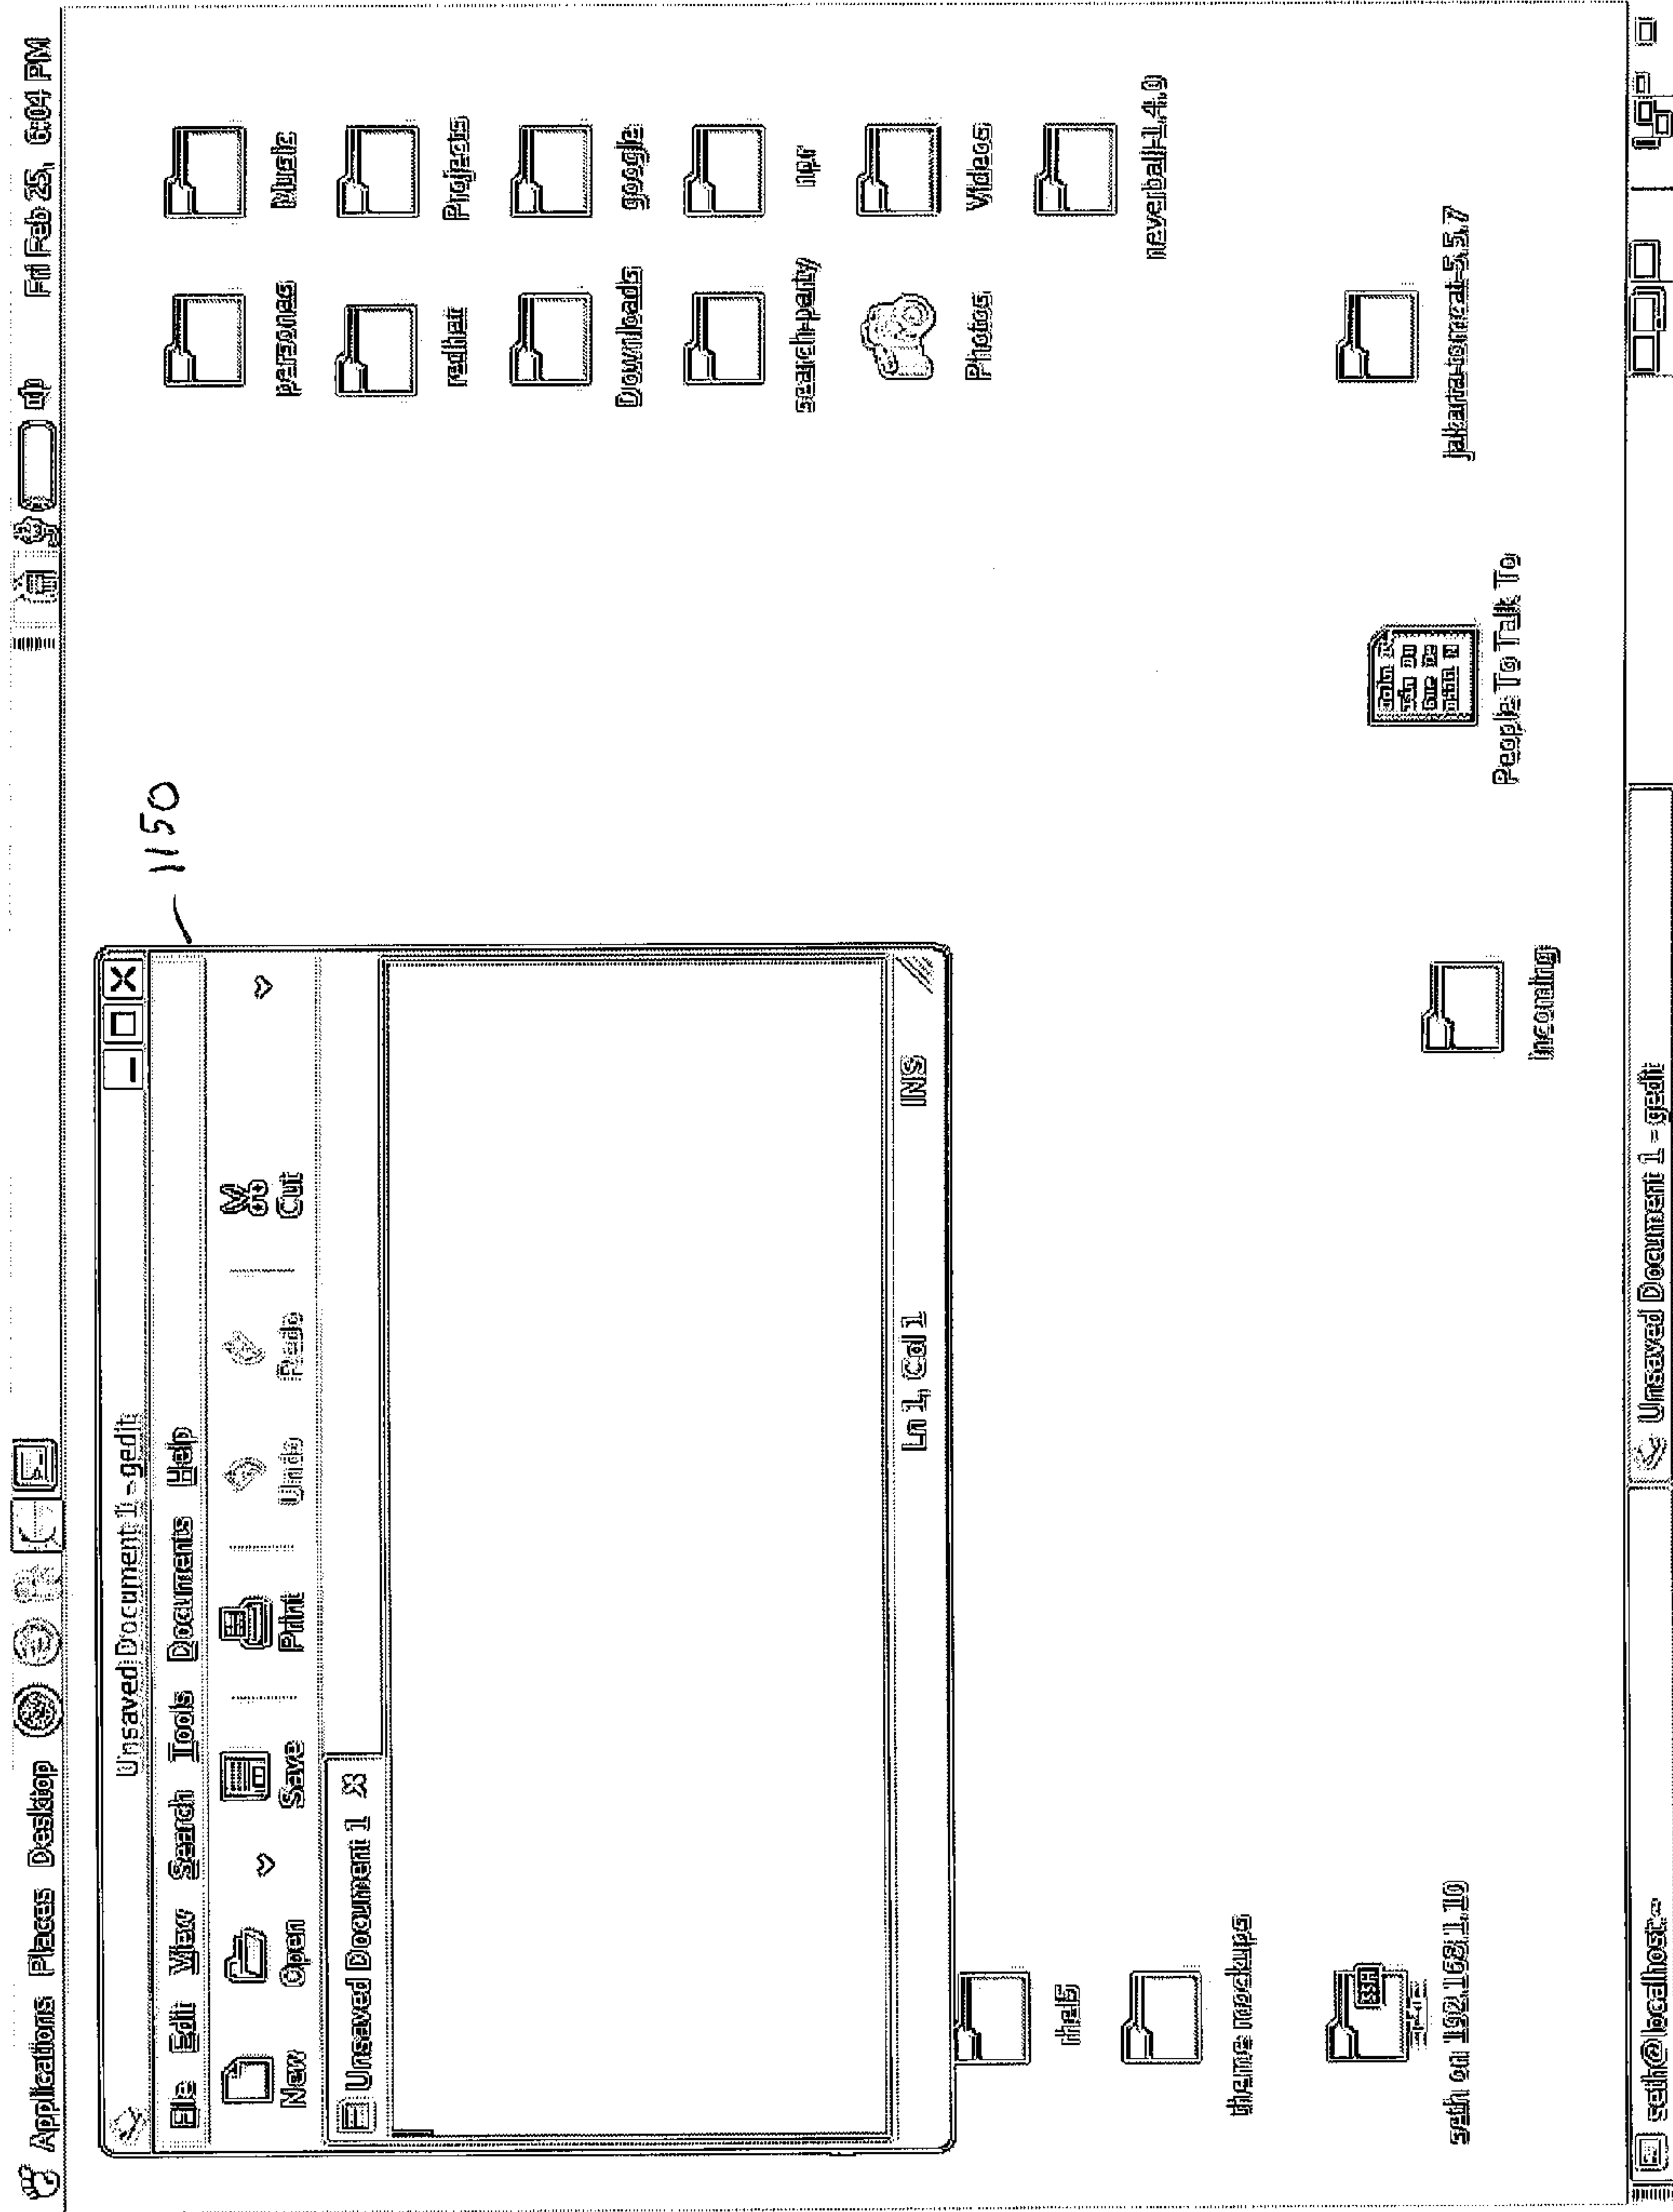 Applications Places Desktop
Fri Feb 25, 6:04 PM
Unsaved Document 1 - gedit
1150
File Edit View Search Tools Documents Help
New Open Save Print Undo Redo Cut
Unsaved Document 1
Ln 1, Col 1 INS
personas Music
redhat Projects
Downloads google
search-party npr
Photos Videos
neverball-1.4.0
rhel5
theme mockups
jakarta-tomcat-5.5.7
SSH
People To Talk To
incoming
on 192.168.1.10
seth@localhost:~
Unsaved Document 1 - gedit